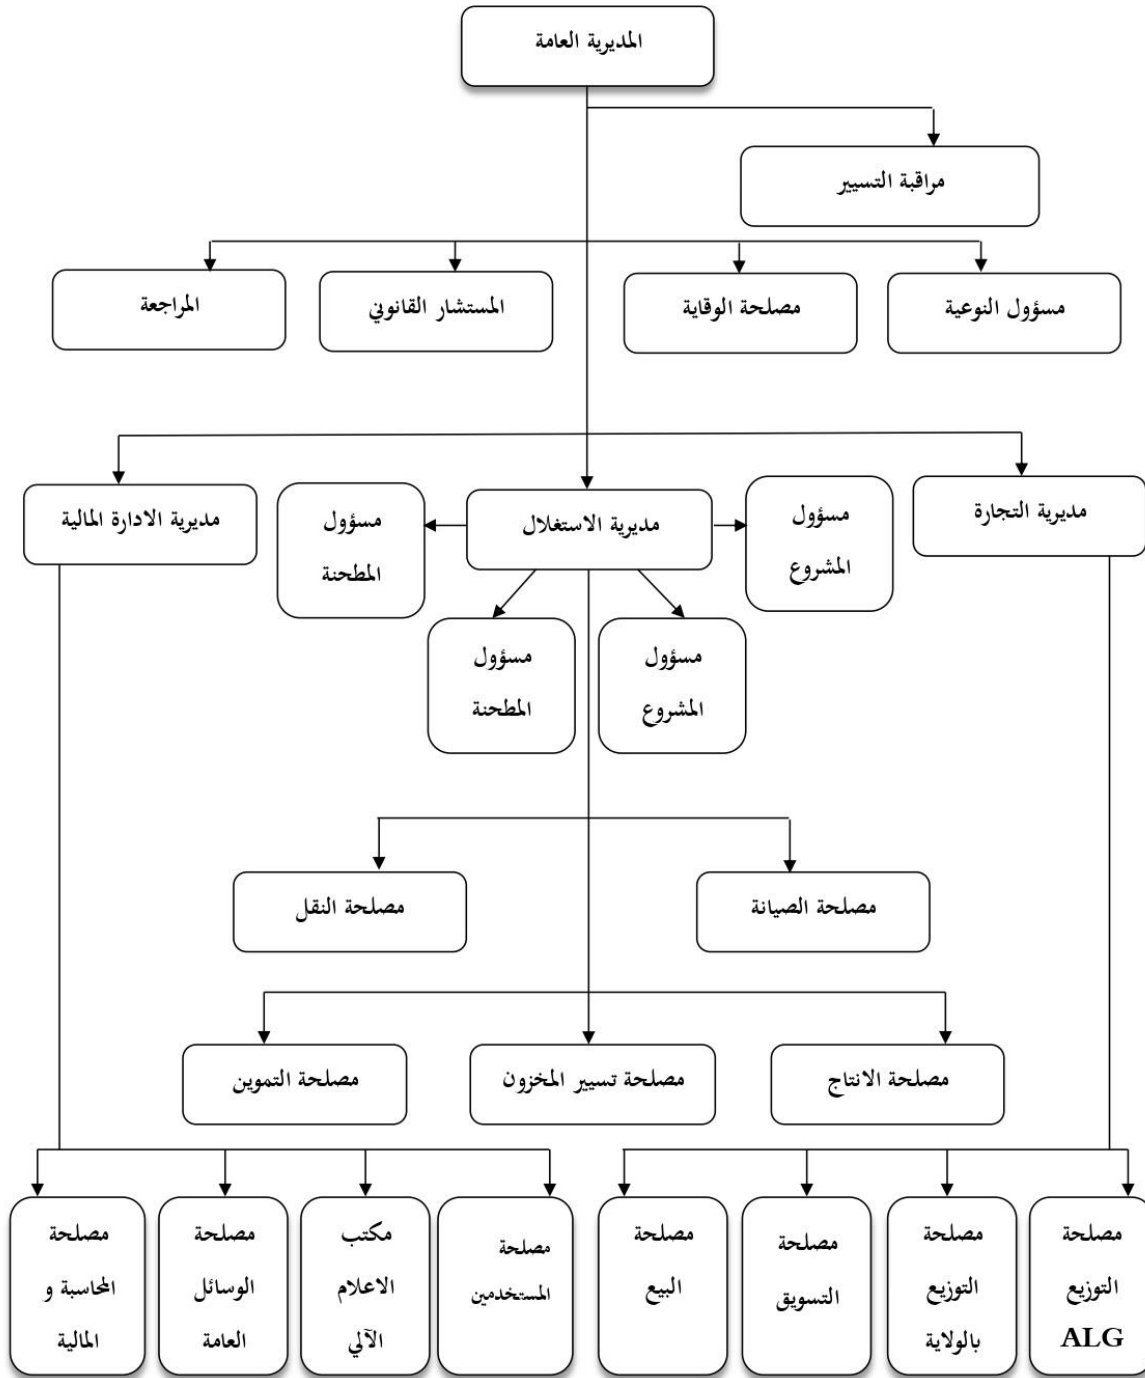 المديرية العامة
مراقبة التسيير
مسؤول النوعية
مصلحة الوقاية
المستشار القانوني
المراجعة
مديرية التجارة
مسؤول
المشروع
مديرية الاستغلال
مسؤول
المطحنة
مديرية الادارة المالية
مسؤول
المشروع
مسؤول
المطحنة
مصلحة الصيانة
مصلحة النقل
مصلحة الانتاج
مصلحة تسيير المخزون
مصلحة التموين
مصلحة
التوزيع
ALG
مصلحة
التوزيع
بالولاية
مصلحة
التسويق
مصلحة
البيع
مصلحة
المستخدمين
مكتب
الاعلام
الآلي
مصلحة
الوسائل
العامة
مصلحة
المحاسبة و
المالية